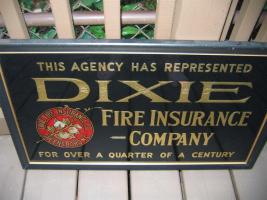 THIS AGENCY HAS REPRESENTED
DIXIE
FIRE INSURANCE
COMPANY
FOR OVER A QUARTER OF A CENTURY